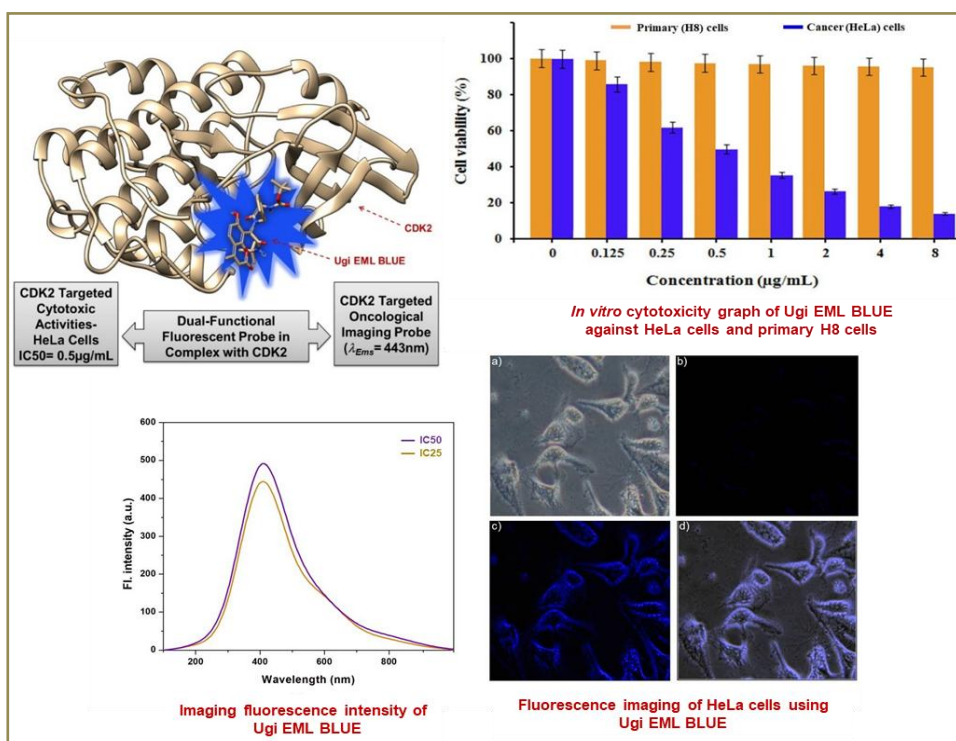 CDK2
Ugi EML BLUE
CDK2 Targeted
Cytotoxic
Activities-
HeLa Cells
IC50= 0.5µg/mL
Dual-Functional
Fluorescent Probe in
Complex with CDK2
CDK2 Targeted
Oncological
Imaging Probe
(λEms= 443nm)
Primary (H8) cells
Cancer (HeLa) cells
Cell viability (%)
100
80
60
40
20
0
0
0.125
0.25
0.5
1
2
4
8
Concentration (µg/mL)
In vitro cytotoxicity graph of Ugi EML BLUE
against HeLa cells and primary H8 cells
600
500
400
300
200
100
0
Fl. intensity (a.u.)
IC50
IC25
200
400
600
800
Wavelength (nm)
Imaging fluorescence intensity of
Ugi EML BLUE
a)
b)
c)
d)
Fluorescence imaging of HeLa cells using
Ugi EML BLUE